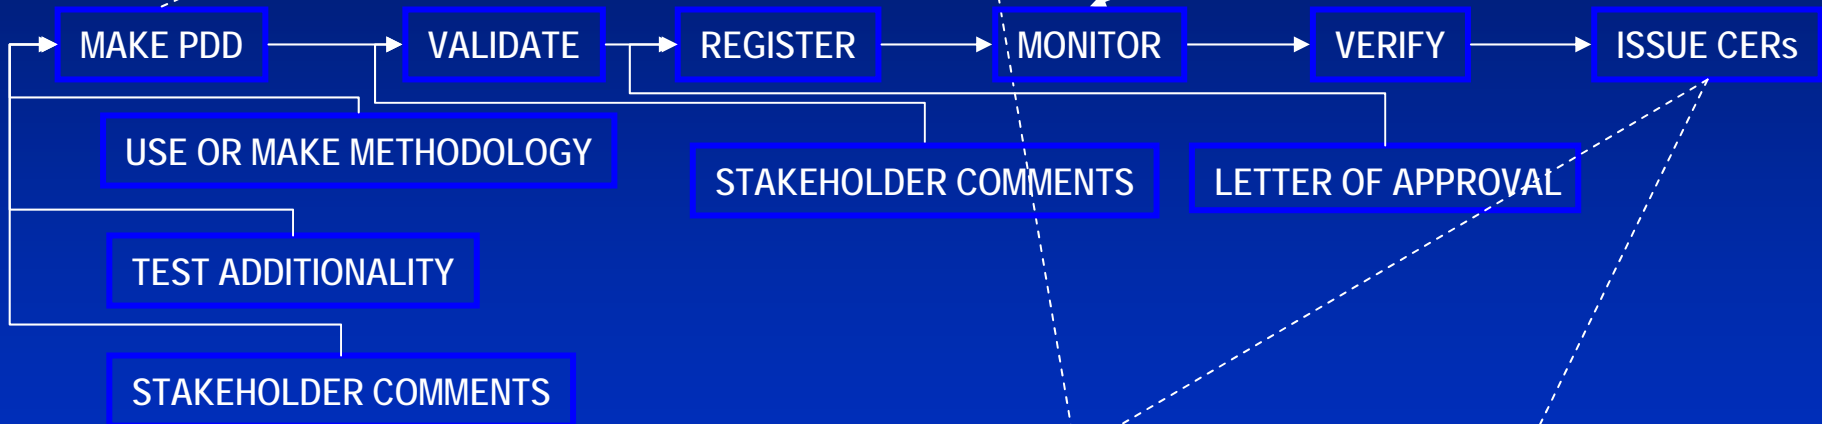 MAKE PDD
VALIDATE
REGISTER
MONITOR
VERIFY
ISSUE CERs
USE OR MAKE METHODOLOGY
STAKEHOLDER COMMENTS
LETTER OF APPROVAL
TEST ADDITIONALITY
STAKEHOLDER COMMENTS